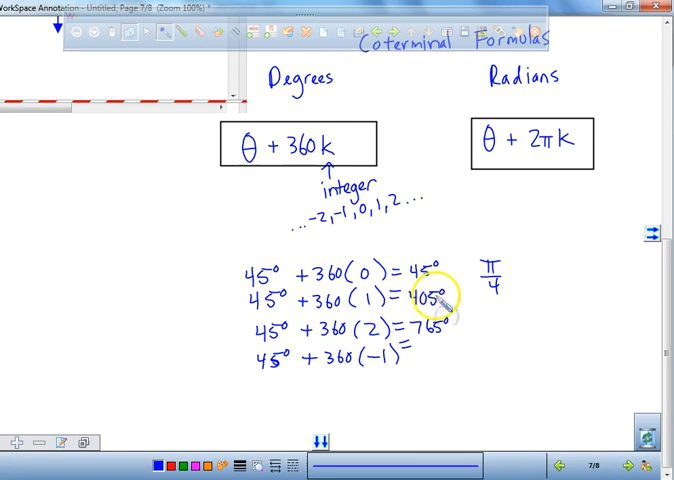 WorkSpace Annotation - Untitled, Page 7/8 100% *
Coterminal Formulas
Degrees
Radians
θ + 360k
θ + 2πk
↑
integer
...-2,-1,0,1,2...
45° + 360(0) = 45°
π/4
45° + 360(1) = 405°
45° + 360(2) = 765°
45° + 360(-1) =
7/8